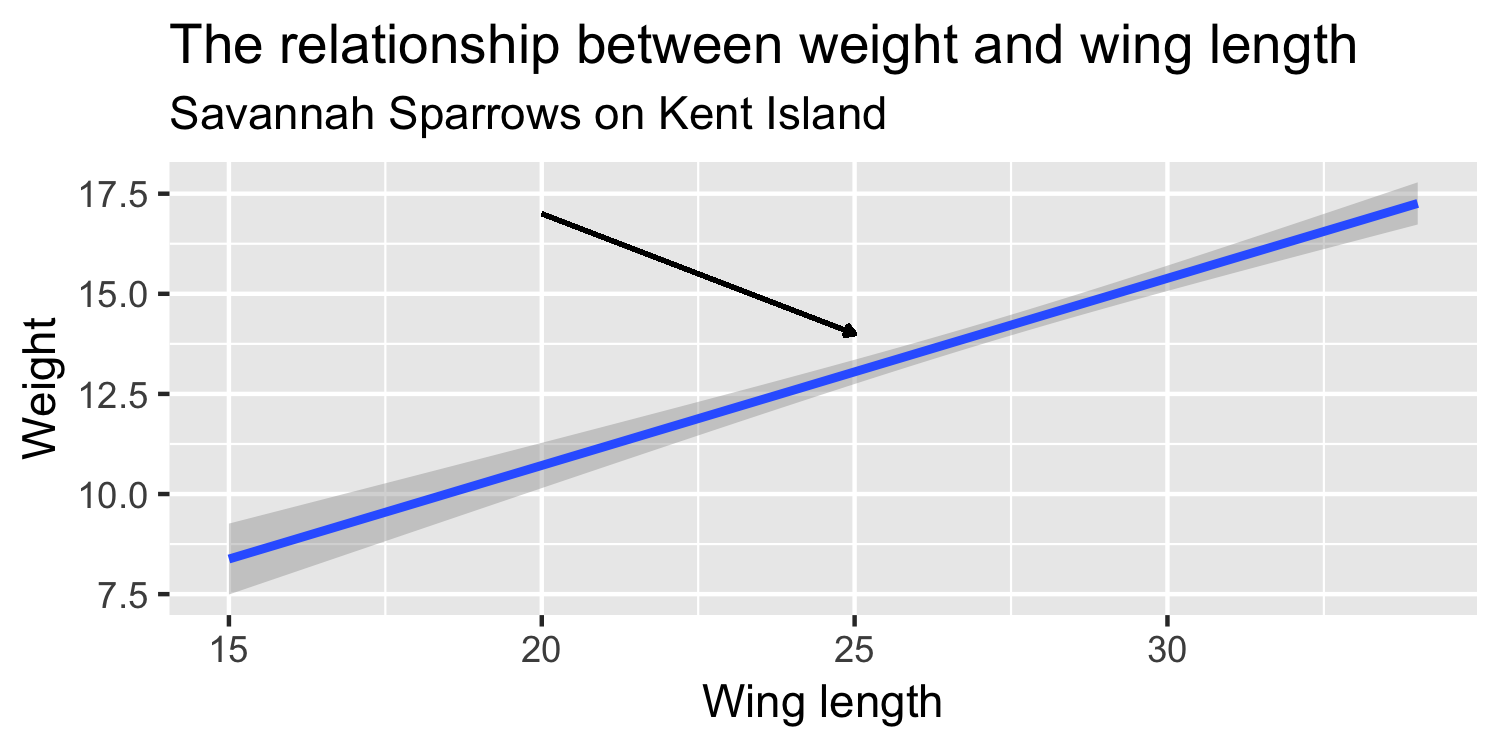 The relationship between weight and wing length
Savannah Sparrows on Kent Island
17.5
15.0
12.5
10.0
7.5
Weight
15 20 25 30
Wing length